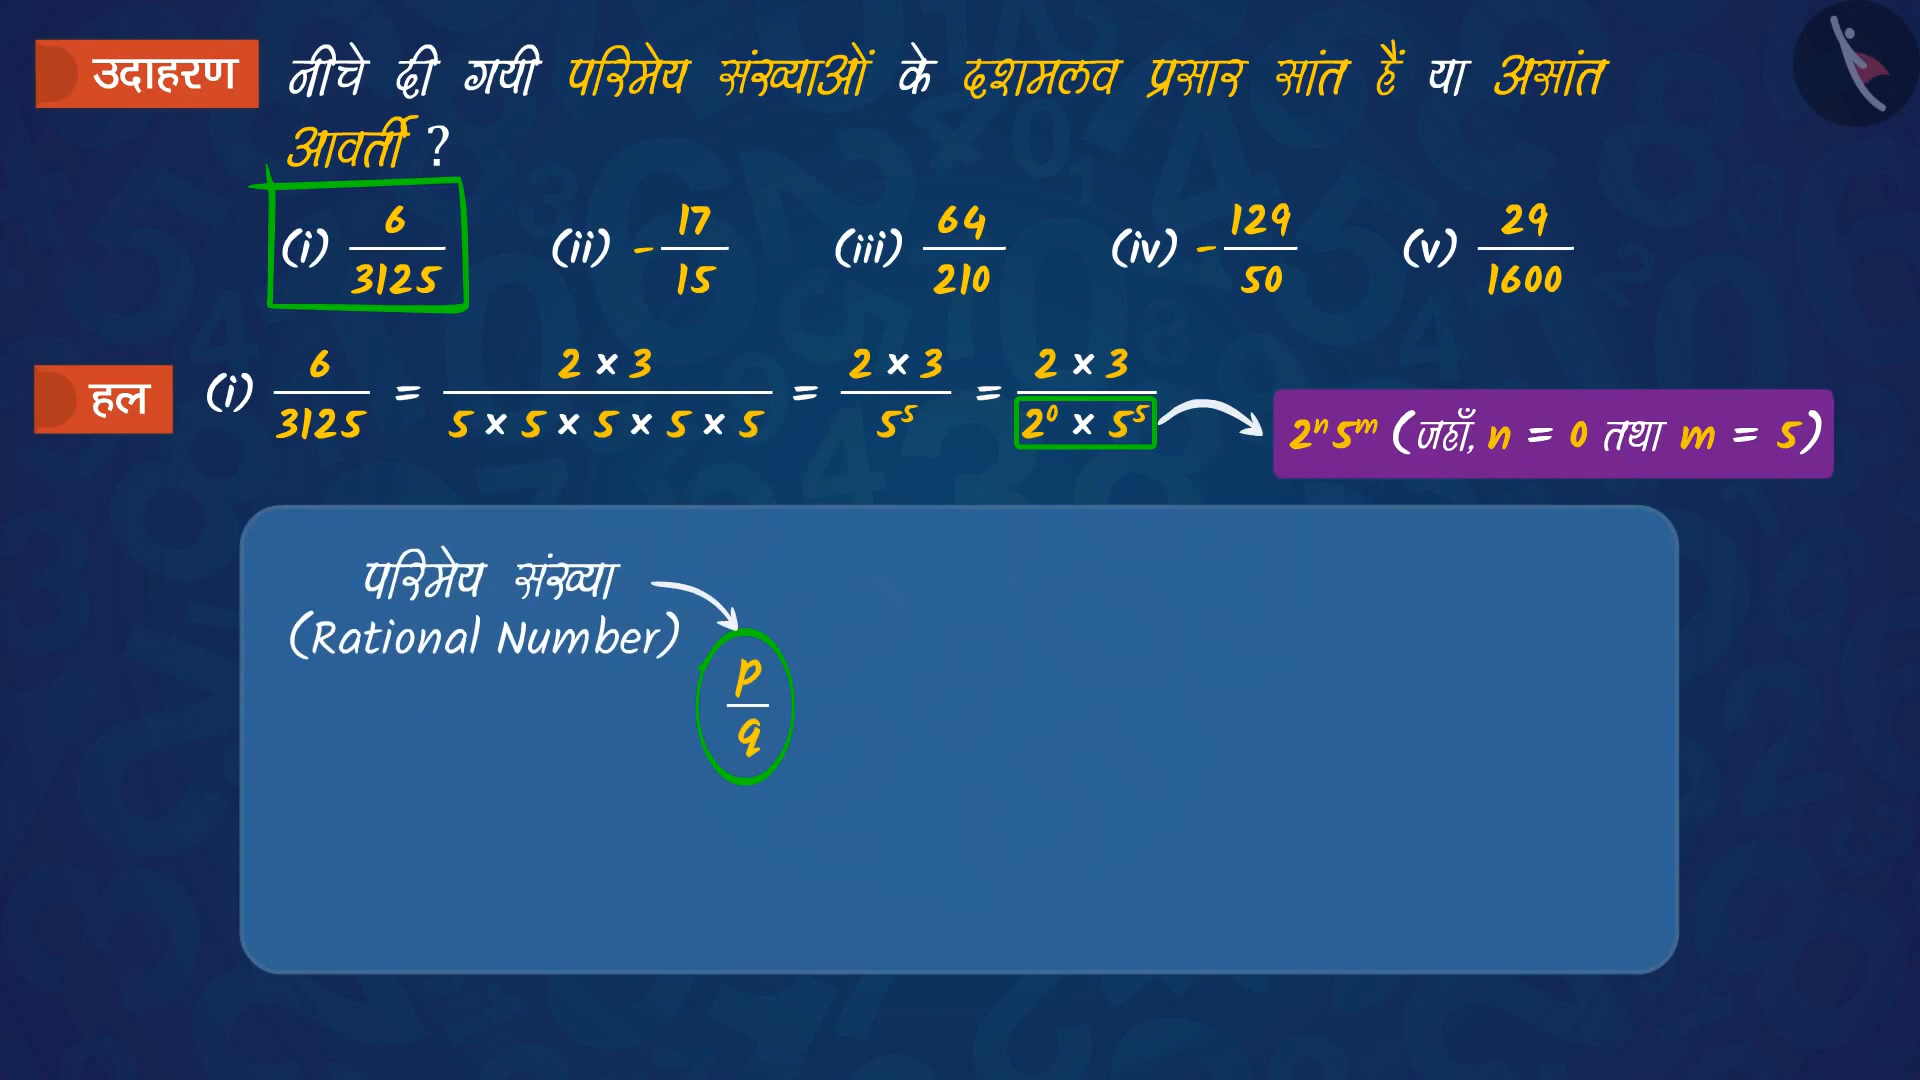 उदाहरण नीचे दी गयी परिमेय संख्याओं के दशमलव प्रसार सांत हैं या असांत
आवर्ती ?
(i) 6/3125 (ii) - 17/15 (iii) 64/210 (iv) - 129/50 (v) 29/1600
हल (i) 6/3125 = 2 × 3/5 × 5 × 5 × 5 × 5 = 2 × 3/5⁵ = 2 × 3/2⁰ × 5⁵
2ⁿ5ᵐ (जहाँ, n = 0 तथा m = 5)
परिमेय संख्या
(Rational Number)
p/q